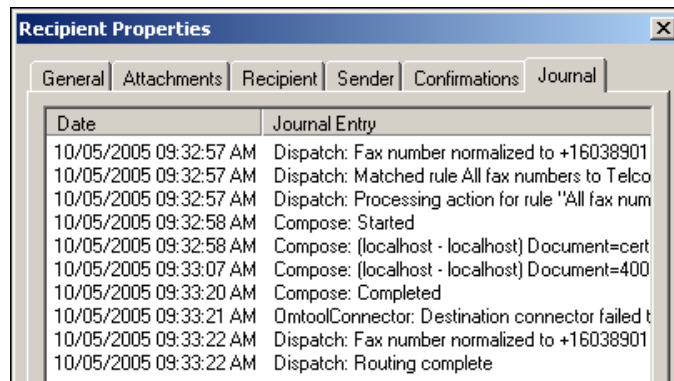 Recipient Properties
General Attachments Recipient Sender Confirmations Journal
Date Journal Entry
10/05/2005 09:32:57 AM Dispatch: Fax number normalized to +16038901
10/05/2005 09:32:57 AM Dispatch: Matched rule All fax numbers to Telco
10/05/2005 09:32:57 AM Dispatch: Processing action for rule "All fax num
10/05/2005 09:32:58 AM Compose: Started
10/05/2005 09:32:58 AM Compose: (localhost - localhost) Document=cert
10/05/2005 09:33:07 AM Compose: (localhost - localhost) Document=400
10/05/2005 09:33:20 AM Compose: Completed
10/05/2005 09:33:21 AM OmtoolConnector: Destination connector failed t
10/05/2005 09:33:22 AM Dispatch: Fax number normalized to +16038901
10/05/2005 09:33:22 AM Dispatch: Routing complete